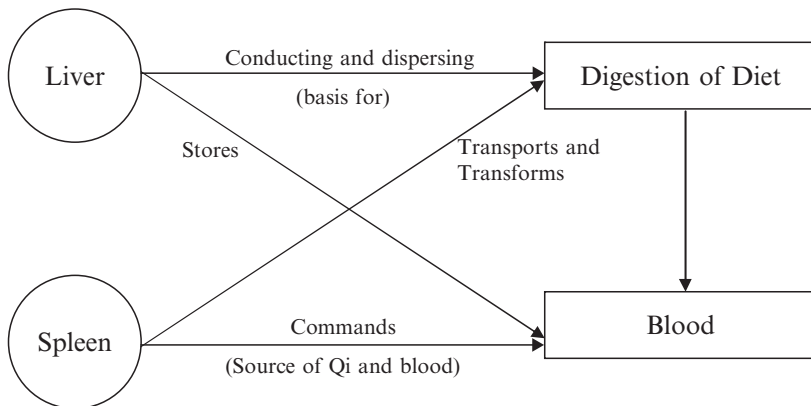 Liver
Conducting and dispersing
(basis for)
Digestion of Diet
Stores
Transports and
Transforms
Spleen
Commands
(Source of Qi and blood)
Blood